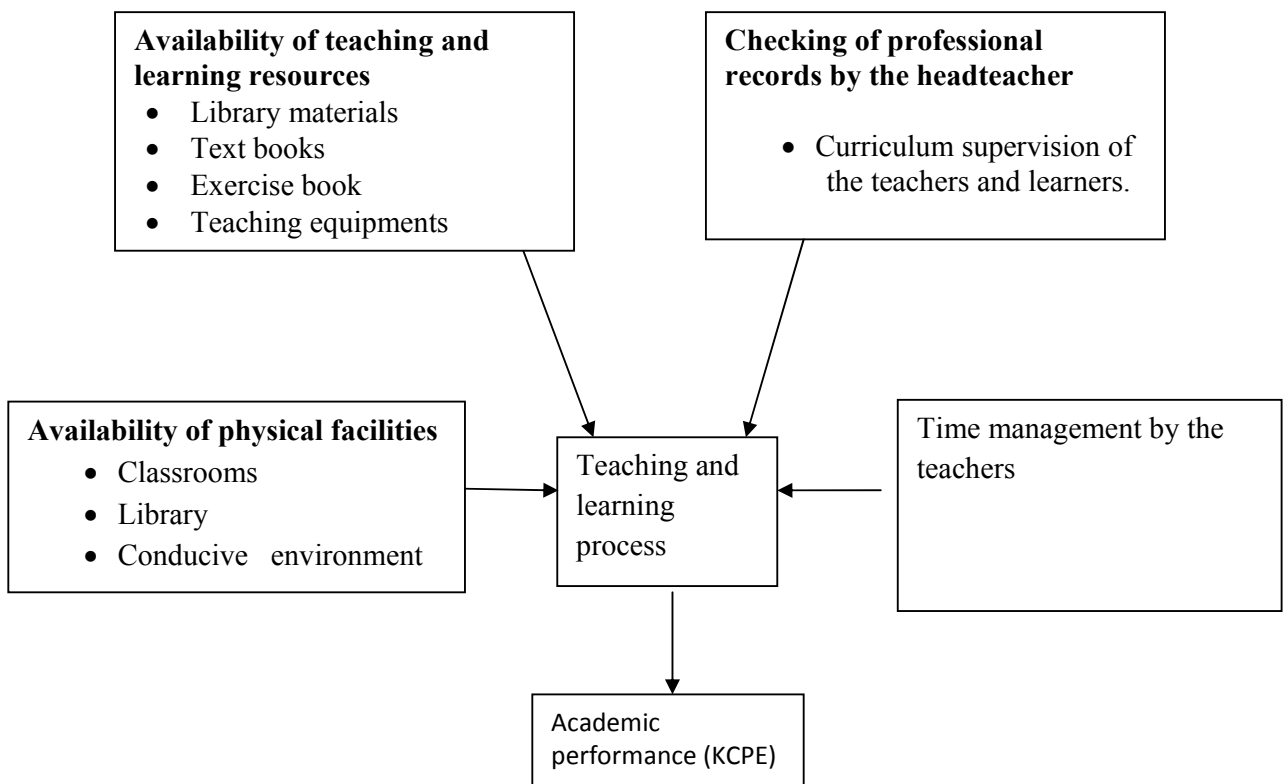 Availability of teaching and
learning resources
• Library materials
• Text books
• Exercise book
• Teaching equipments
Checking of professional
records by the headteacher
• Curriculum supervision of
the teachers and learners.
Availability of physical facilities
• Classrooms
• Library
• Conducive environment
Teaching and
learning
process
Time management by the
teachers
Academic
performance (KCPE)